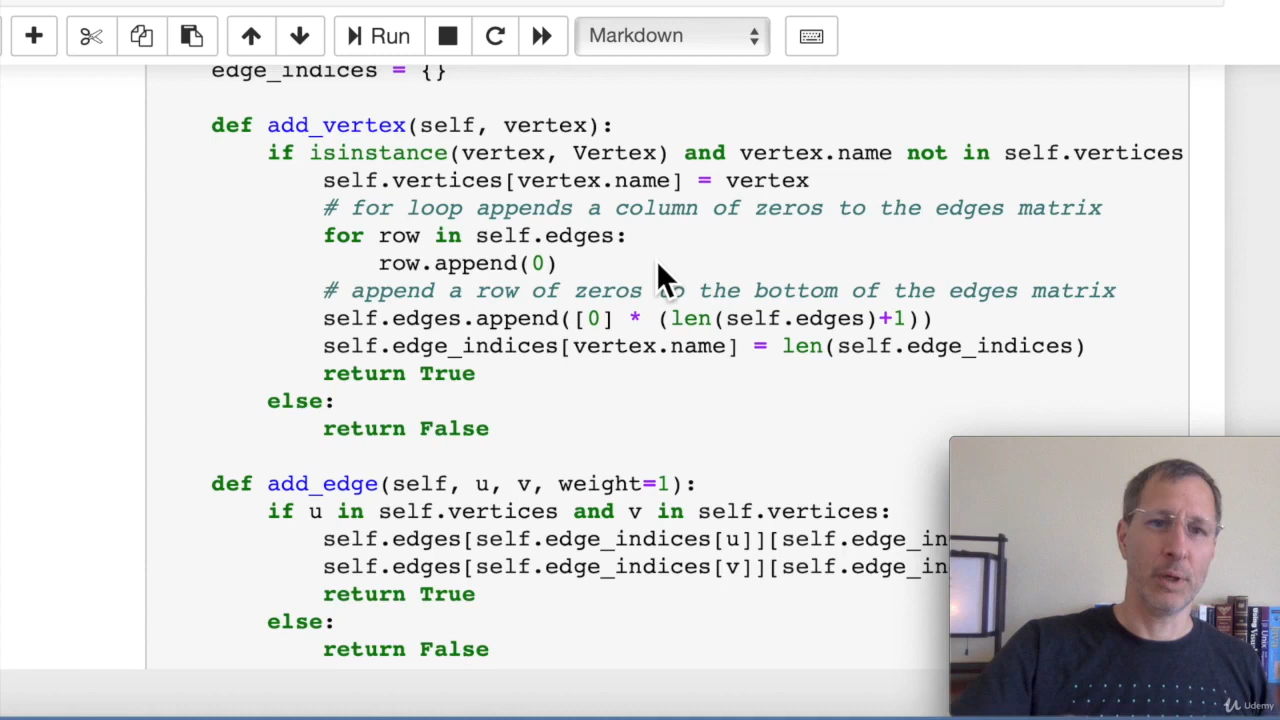 Run
Markdown
edge_indices = {}
def add_vertex(self, vertex):
if isinstance(vertex, Vertex) and vertex.name not in self.vertices
self.vertices[vertex.name] = vertex
# for loop appends a column of zeros to the edges matrix
for row in self.edges:
row.append(0)
# append a row of zeros the bottom of the edges matrix
self.edges.append([0] * (len(self.edges)+1))
self.edge_indices[vertex.name] = len(self.edge_indices)
return True
else:
return False
def add_edge(self, u, v, weight=1):
if u in self.vertices and v in self.vertices:
self.edges[self.edge_indices[u]][self.edge_in
self.edges[self.edge_indices[v]][self.edge_in
return True
else:
return False
Unix
Udemy